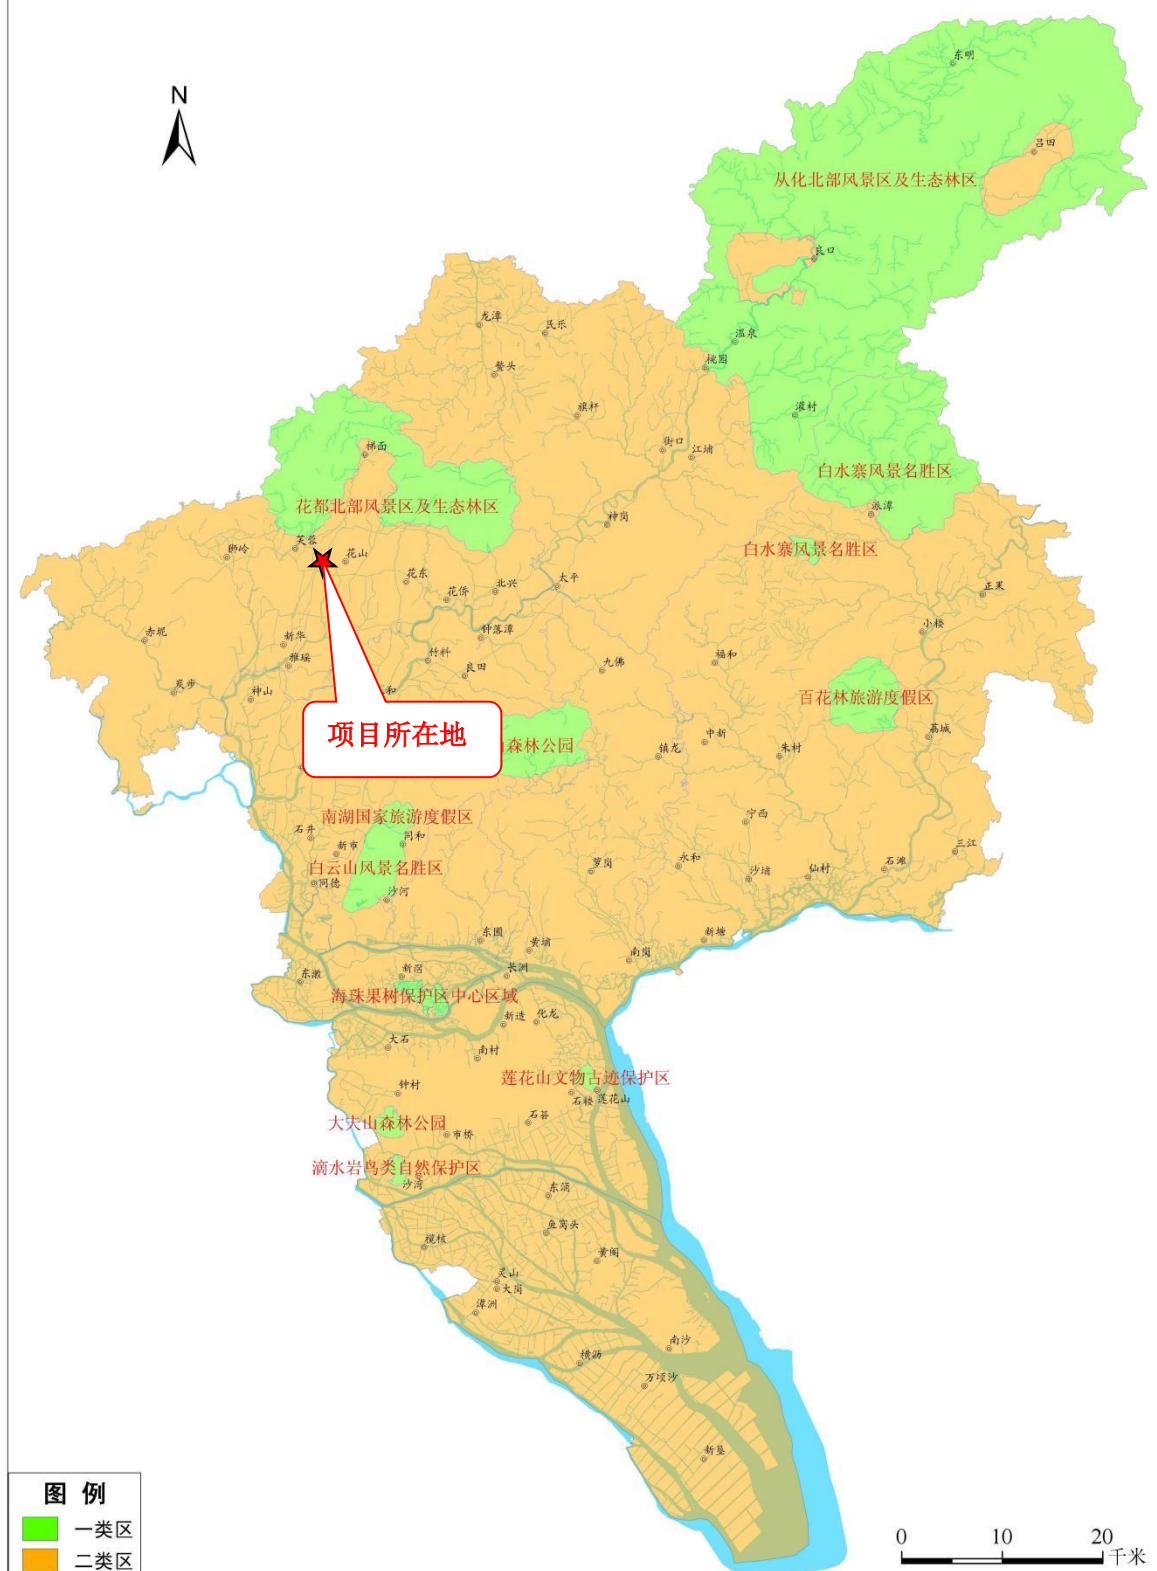 N
东明
吕田
从化北部风景区及生态林区
良口
温泉
桃园
龙潭
民乐
鳌头
旗杆
灌村
街口
江埔
梯面
白水寨风景名胜区
派潭
花都北部风景区及生态林区
神岗
芙蓉
狮岭
花山
白水寨风景名胜区
花东
花侨
北兴
太平
正果
赤坭
新华
钟落潭
小楼
雅瑶
竹料
良田
九佛
福和
炭步
神山
和
百花林旅游度假区
项目所在地
森林公园
镇龙
中新
朱村
荔城
南湖国家旅游度假区
石井
同和
新市
宁西
三江
白云山风景名胜区
同德
沙河
萝岗
永和
沙埔
仙村
石滩
东圃
黄埔
新塘
南岗
长洲
东漖
新滘
海珠果树保护区中心区域
新造
化龙
大石
南村
莲花山文物古迹保护区
钟村
石楼
莲花山
大夫山森林公园
石碁
市桥
滴水岩鸟类自然保护区
沙湾
东涌
鱼窝头
榄核
黄阁
灵山
大岗
潭洲
南沙
横沥
万顷沙
新垦
图 例
一类区
二类区
0 10 20
千米